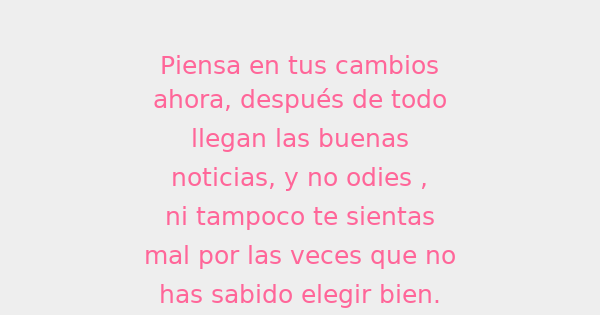 Piensa en tus cambios
ahora, después de todo
llegan las buenas
noticias, y no odies ,
ni tampoco te sientas
mal por las veces que no
has sabido elegir bien.